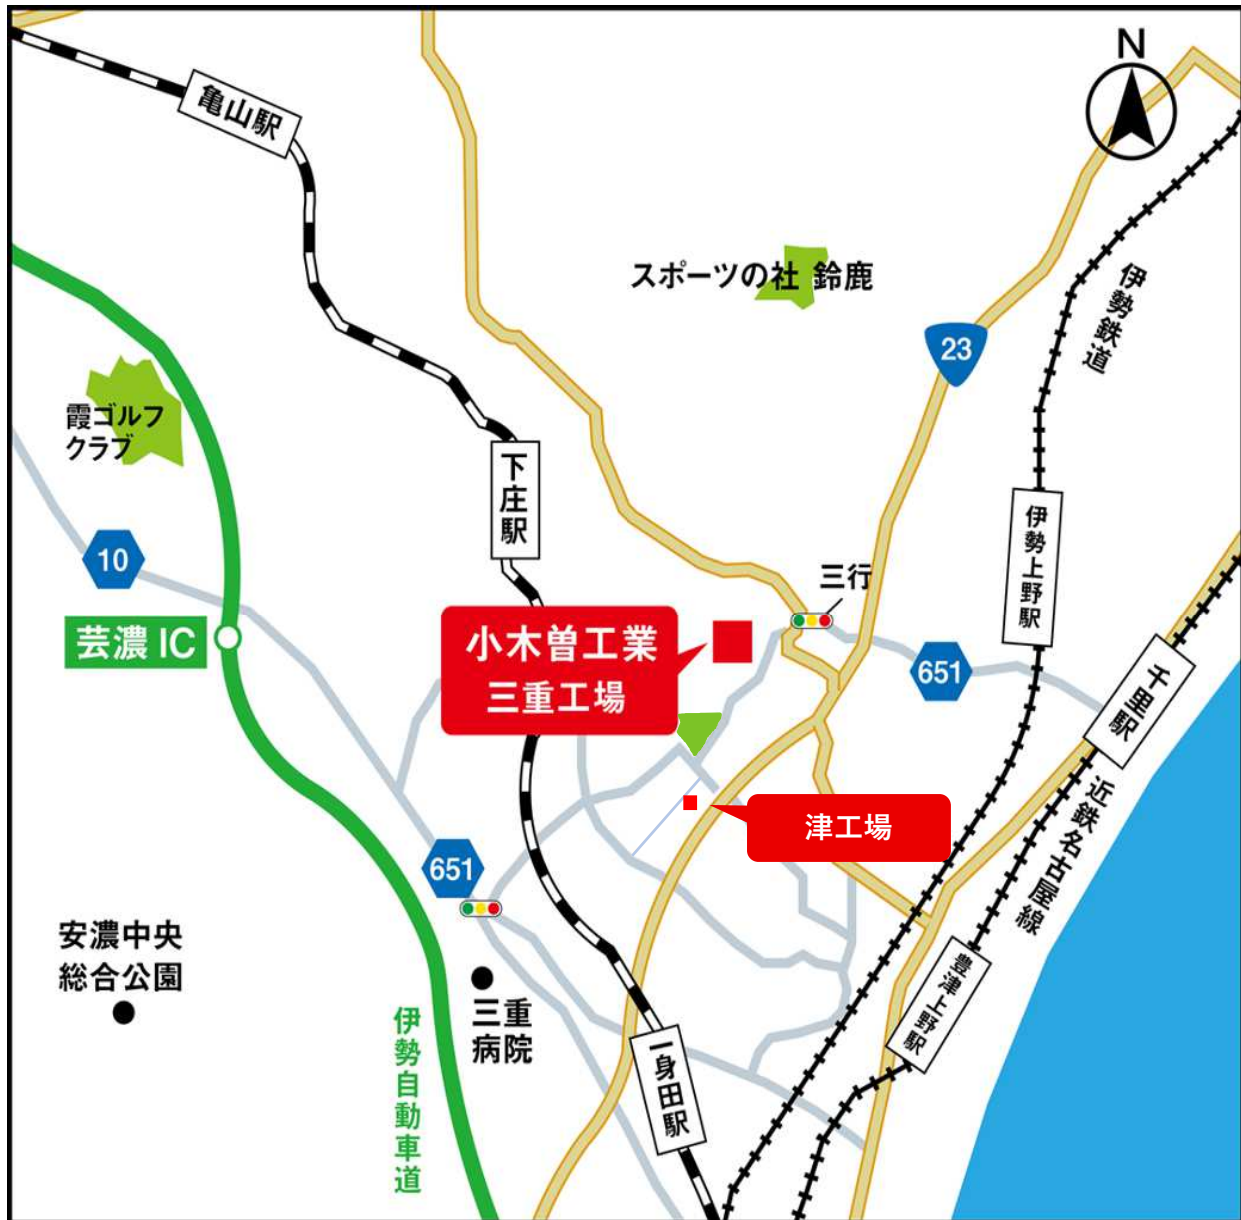 N
亀山駅
スポーツの社 鈴鹿
伊勢鉄道
23
霞ゴルフ
クラブ
下庄駅
伊勢上野駅
10
三行
芸濃 IC
小木曽工業
三重工場
651
千里駅
近鉄名古屋線
津工場
651
安濃中央
総合公園
三重
病院
豊津上野駅
伊勢自動車道
一身田駅